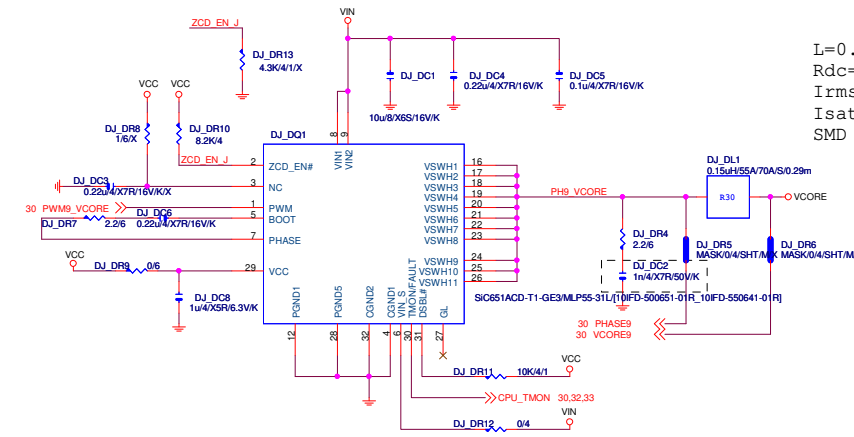 ZCD_EN_J
VIN
DJ_DR13
4.3K/4/1/X
L=0.
Rdc=
Irms
Isat
SMD
VCC
VCC
DJ_DC1
10u/8/X6S/16V/K
DJ_DC4
0.22u/4/X7R/16V/K
DJ_DC5
0.1u/4/X7R/16V/K
DJ_DR8
1/6/X
DJ_DR10
8.2K/4
DJ_DQ1
8
9
VIN1
VIN2
ZCD_EN_J
2
ZCD_EN#
DJ_DC3
0.22u/4/X7R/16V/K/X
3
NC
30 PWM9_VCORE
1
PWM
DJ_DR7
2.2/6
DJ_DC6
0.22u/4/X7R/16V/K
5
BOOT
7
PHASE
VCC
DJ_DR9
0/6
29
VCC
DJ_DC8
1u/4/X5R/6.3V/K
VSWH1
16
VSWH2
17
VSWH3
18
VSWH4
19
VSWH5
20
VSWH6
21
VSWH7
22
VSWH8
23
VSWH9
24
VSWH10
25
VSWH11
26
PH9_VCORE
DJ_DL1
0.15uH/55A/70A/S/0.29m
R30
VCORE
DJ_DR4
2.2/6
DJ_DC2
1n/4/X7R/50V/K
DJ_DR5
MASK/0/4/SHT/M/X
DJ_DR6
MASK/0/4/SHT/M/
SiC651ACD-T1-GE3/MLP55-31L/[10IFD-500651-01R_10IFD-550641-01R]
30 PHASE9
30 VCORE9
PGND1
PGND5
CGND2
CGND1
VIN_S
TMON/FAULT
DSBL#
GL
12
28
32
4
6
30
31
27
DJ_DR11
10K/4/1
VCC
CPU_TMON 30,32,33
VIN
DJ_DR12
0/4